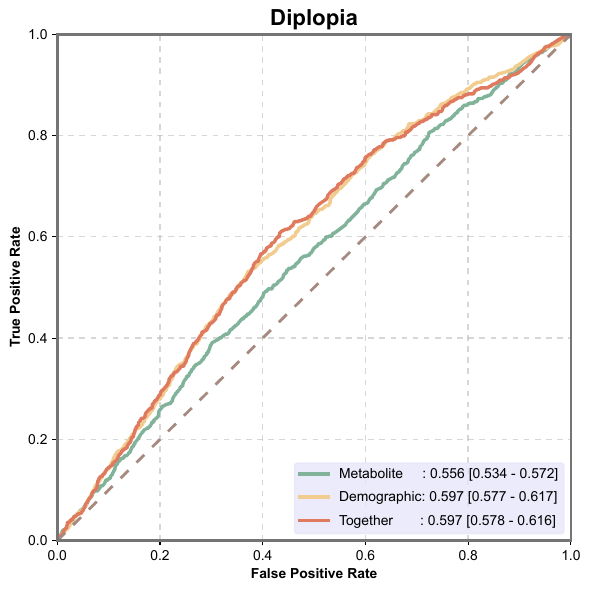 Diplopia
1.0
0.8
0.6
0.4
0.2
0.0
True Positive Rate
Metabolite : 0.556 [0.534 - 0.572]
Demographic: 0.597 [0.577 - 0.617]
Together : 0.597 [0.578 - 0.616]
0.0 0.2 0.4 0.6 0.8 1.0
False Positive Rate